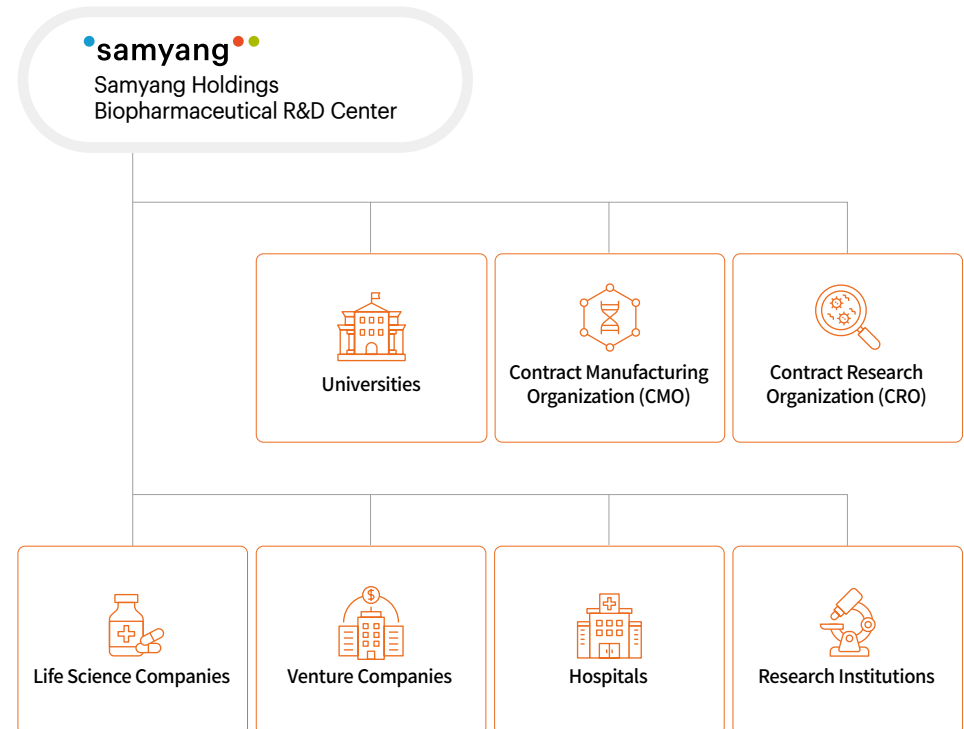 samyang
Samyang Holdings
Biopharmaceutical R&D Center
Universities
Contract Manufacturing
Organization (CMO)
Contract Research
Organization (CRO)
$
Life Science Companies
Venture Companies
Hospitals
Research Institutions